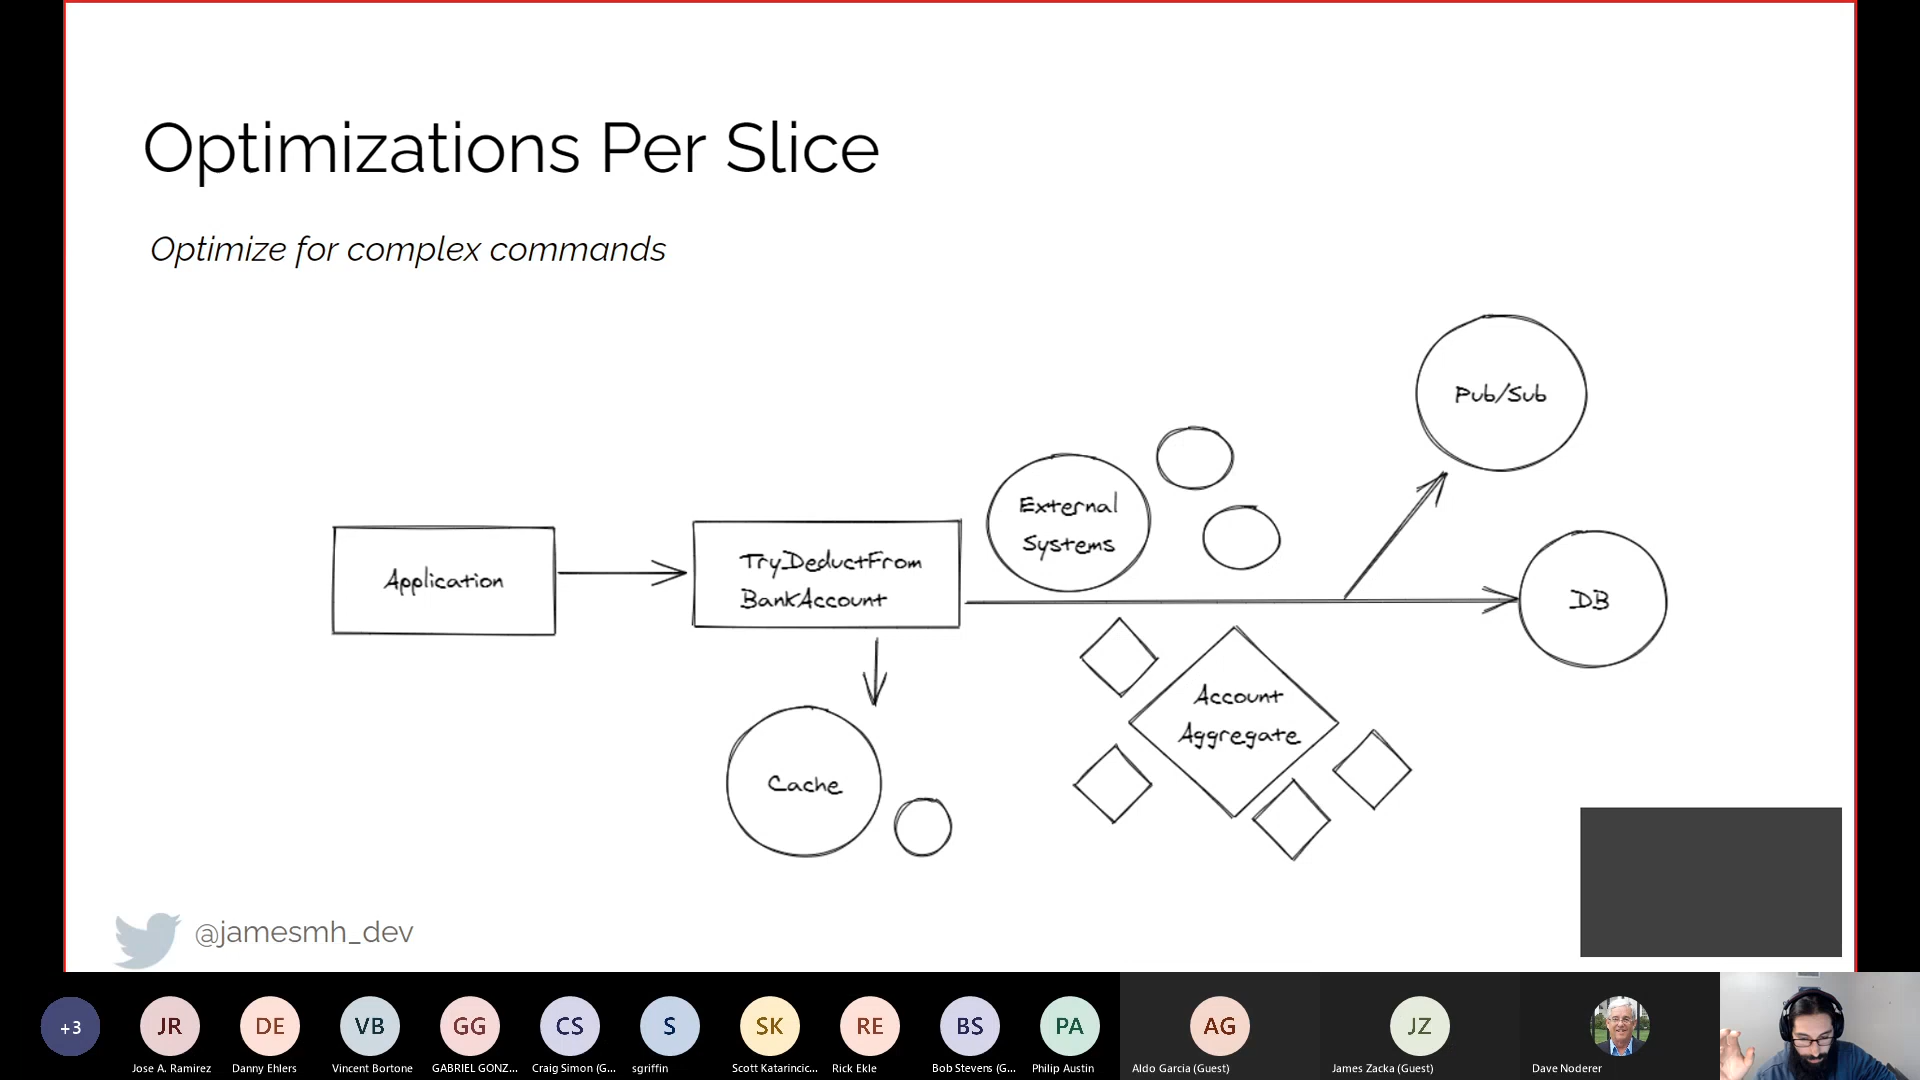 Optimizations Per Slice
Optimize for complex commands
Pub/Sub
External
Systems
Application
TryDeductFrom
BankAccount
DB
Account
Aggregate
Cache
@jamesmh_dev
+3
JR
DE
VB
GG
CS
S
SK
RE
BS
PA
AG
JZ
Jose A. Ramirez
Danny Ehlers
Vincent Bortone
GABRIEL GONZ...
Craig Simon (G...
sgriffin
Scott Katarincic...
Rick Ekle
Bob Stevens (G...
Philip Austin
Aldo Garcia (Guest)
James Zacka (Guest)
Dave Noderer